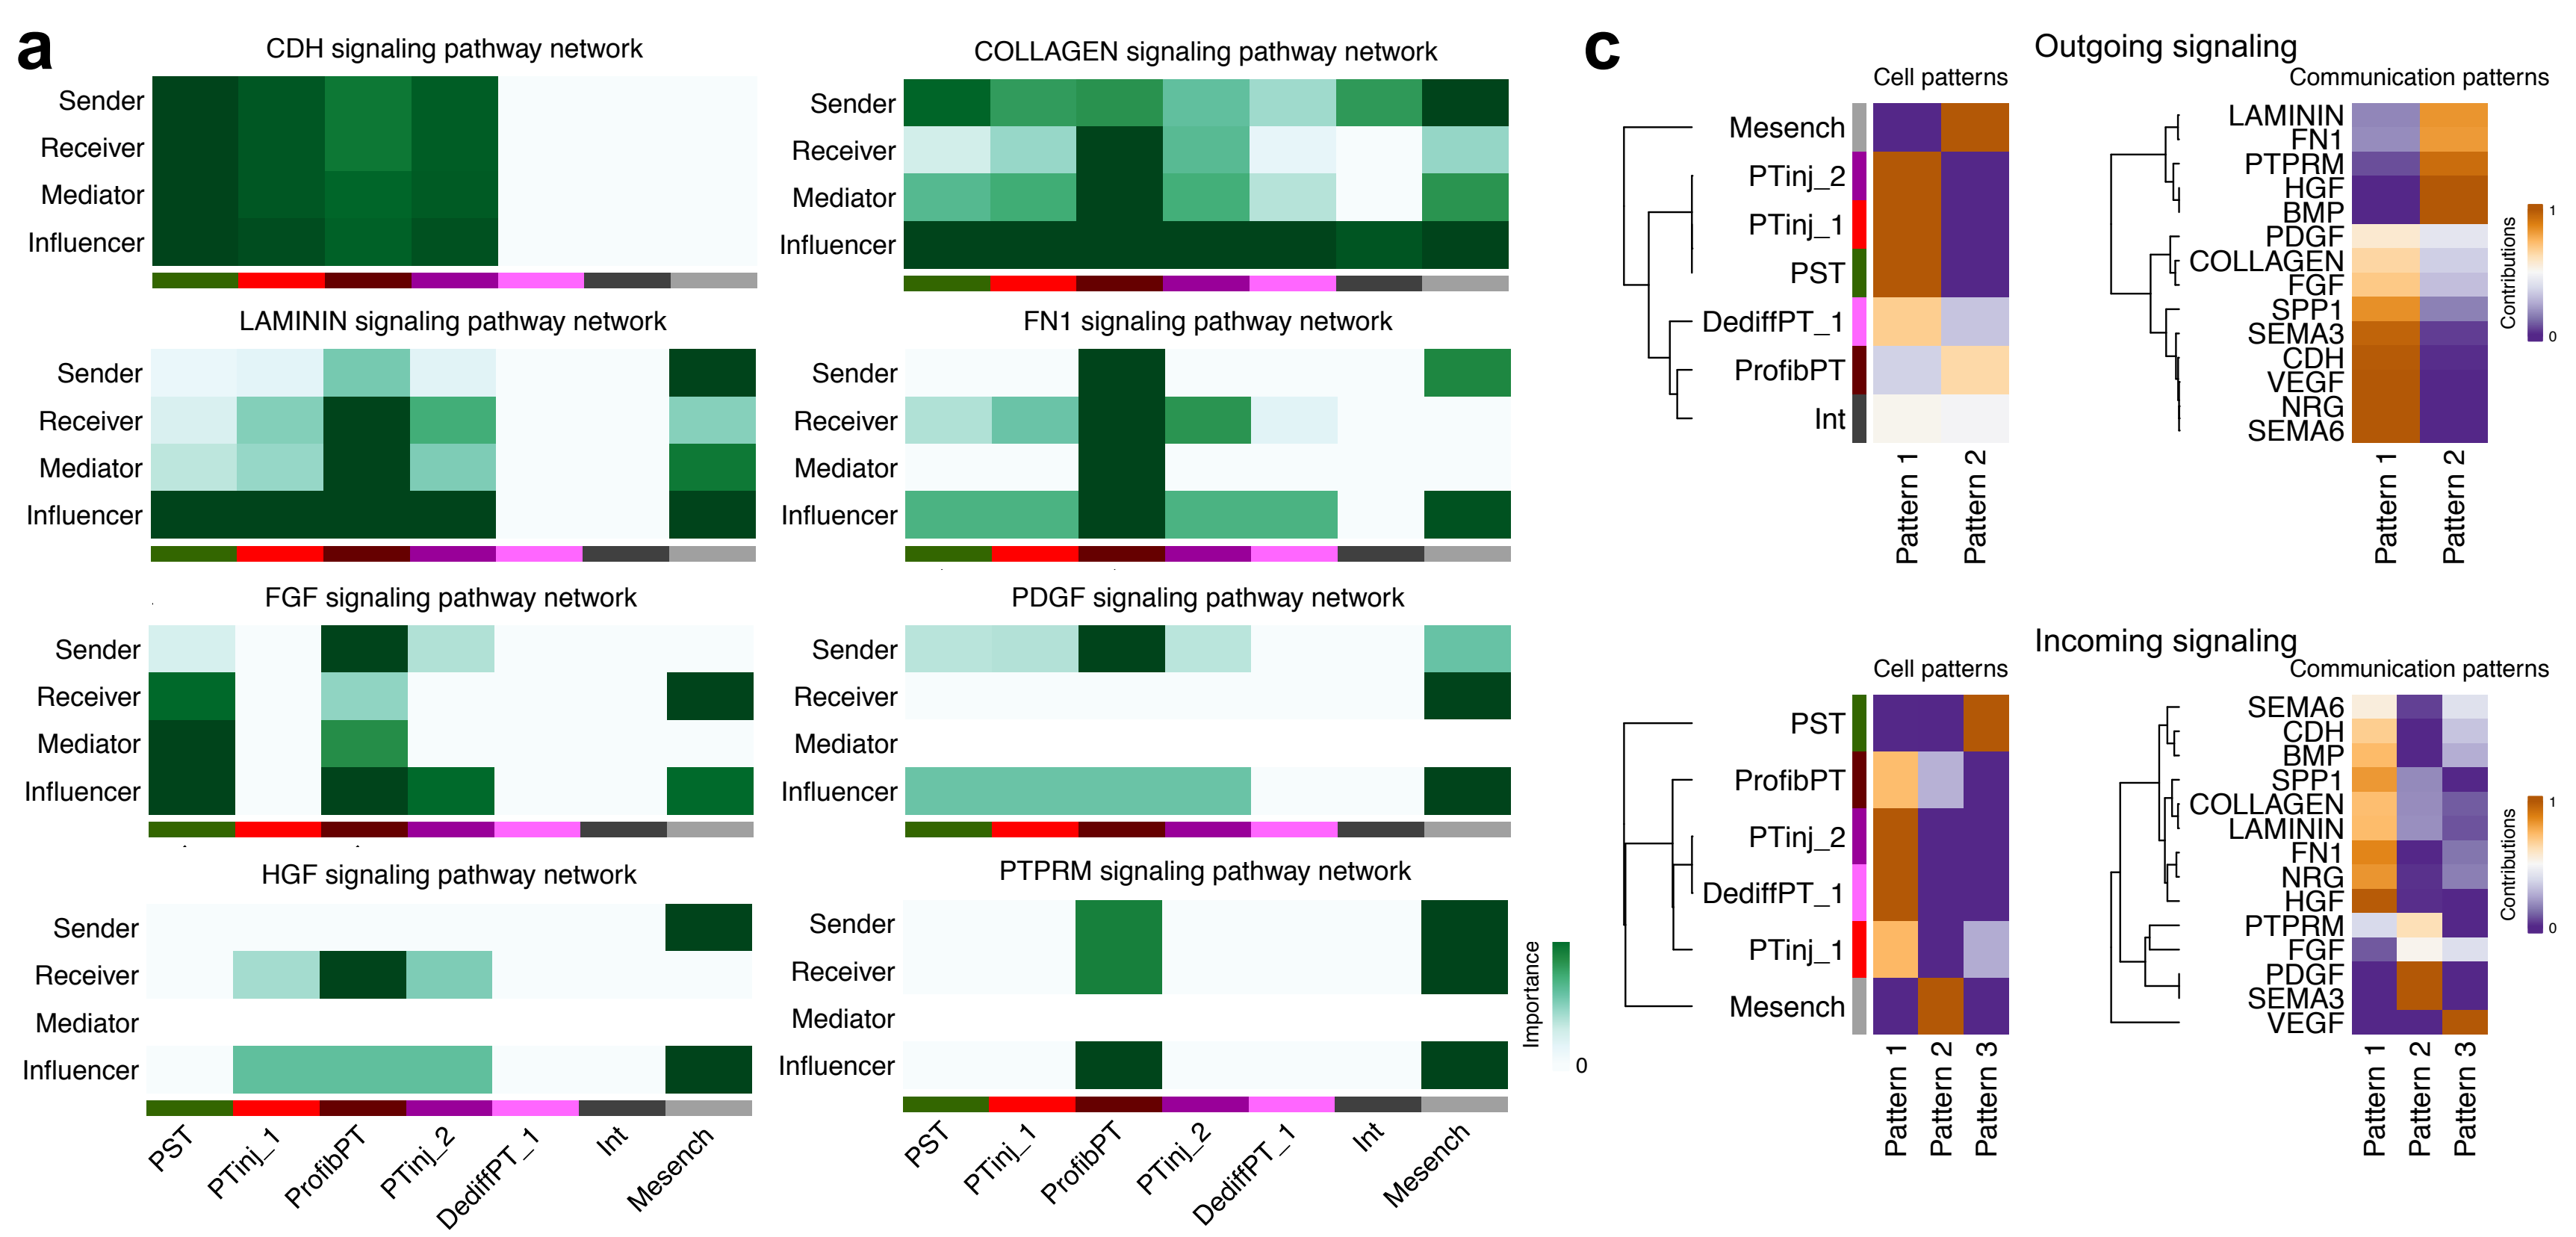 a
CDH signaling pathway network
Sender
Receiver
Mediator
Influencer
COLLAGEN signaling pathway network
Sender
Receiver
Mediator
Influencer
LAMININ signaling pathway network
Sender
Receiver
Mediator
Influencer
FN1 signaling pathway network
Sender
Receiver
Mediator
Influencer
FGF signaling pathway network
Sender
Receiver
Mediator
Influencer
PDGF signaling pathway network
Sender
Receiver
Mediator
Influencer
HGF signaling pathway network
Sender
Receiver
Mediator
Influencer
PST
PTinj_1
ProfibPT
PTinj_2
DediffPT_1
Int
Mesench
PTPRM signaling pathway network
Sender
Receiver
Mediator
Influencer
PST
PTinj_1
ProfibPT
PTinj_2
DediffPT_1
Int
Mesench
Importance
0
c
Outgoing signaling
Cell patterns
Mesench
PTinj_2
PTinj_1
PST
DediffPT_1
ProfibPT
Int
Pattern 1
Pattern 2
Communication patterns
LAMININ
FN1
PTPRM
HGF
BMP
PDGF
COLLAGEN
FGF
SPP1
SEMA3
CDH
VEGF
NRG
SEMA6
Pattern 1
Pattern 2
Contributions
1
0
Incoming signaling
Cell patterns
PST
ProfibPT
PTinj_2
DediffPT_1
PTinj_1
Mesench
Pattern 1
Pattern 2
Pattern 3
Communication patterns
SEMA6
CDH
BMP
SPP1
COLLAGEN
LAMININ
FN1
NRG
HGF
PTPRM
FGF
PDGF
SEMA3
VEGF
Pattern 1
Pattern 2
Pattern 3
Contributions
1
0